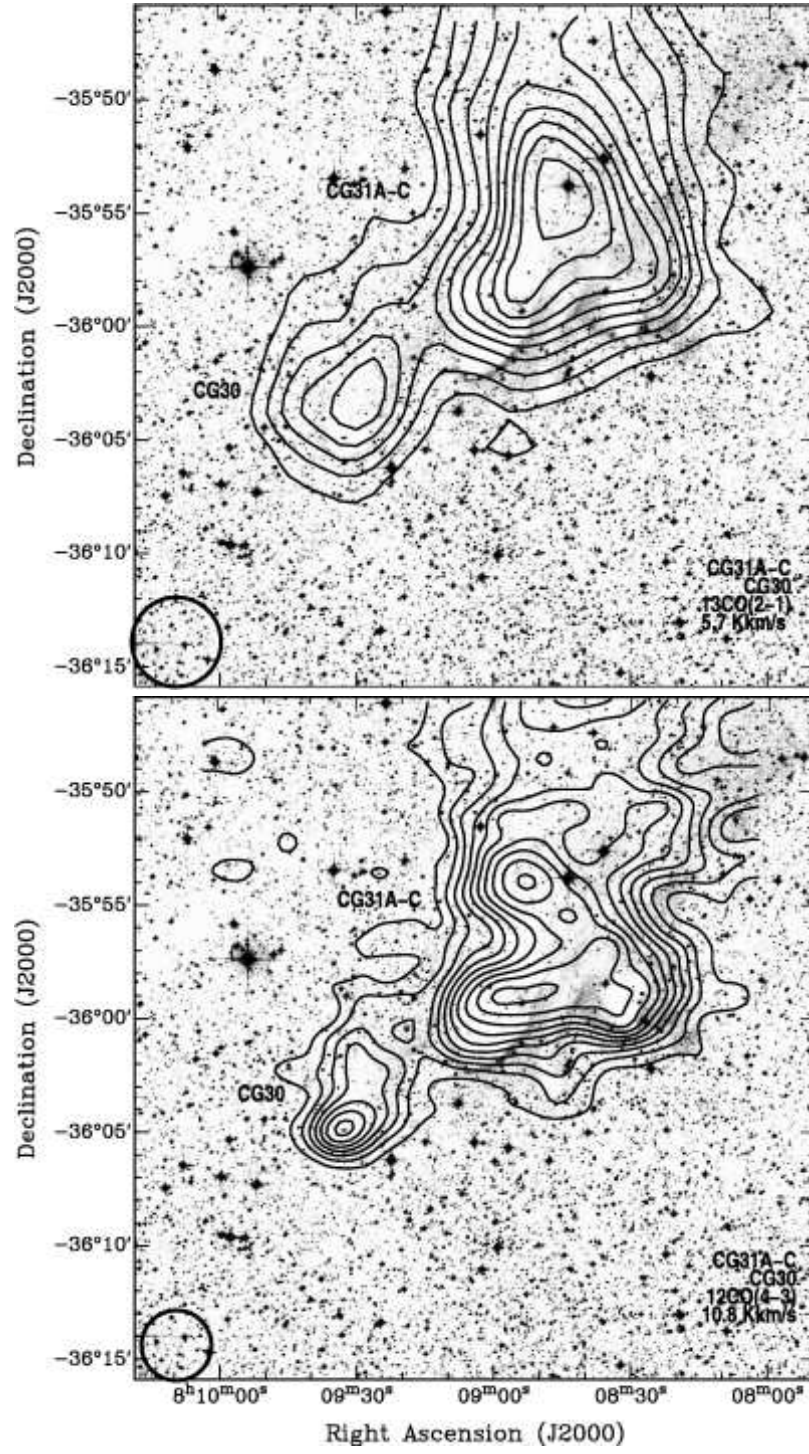 −35°50′
−35°55′
−36°00′
−36°05′
−36°10′
−36°15′
Declination (J2000)
CG31A-C
CG30
CG31A-C
CG30
13CO(2-1)
5.7 Kkm/s
−35°50′
−35°55′
−36°00′
−36°05′
−36°10′
−36°15′
Declination (J2000)
CG31A-C
CG30
CG31A-C
CG30
12CO(4-3)
10.8 Kkm/s
8ʰ10ᵐ00ˢ 09ᵐ30ˢ 09ᵐ00ˢ 08ᵐ30ˢ 08ᵐ00ˢ
Right Ascension (J2000)